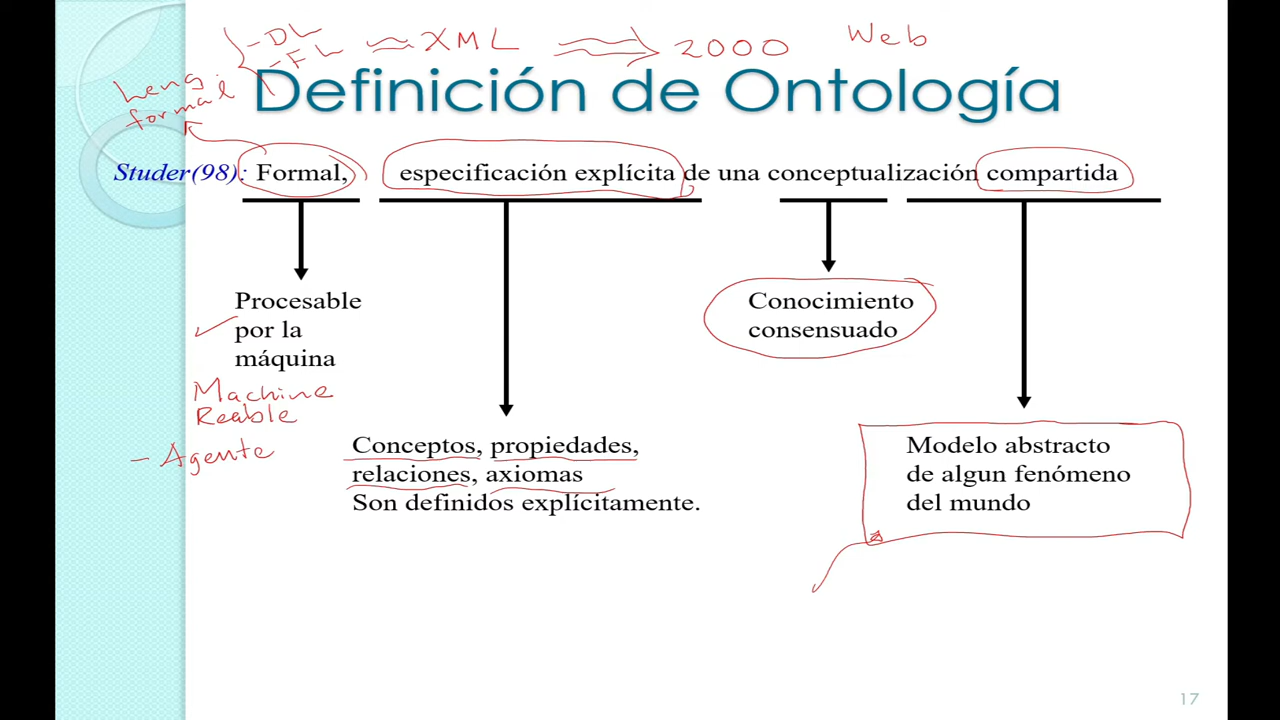 -DL
-FL
≈ XML
2000
Web
Leng.
formal
Definición de Ontología
Studer(98): Formal, especificación explícita de una conceptualización compartida
Procesable
por la
máquina
Conocimiento
consensuado
Machine
Reable
- Agente
Conceptos, propiedades,
relaciones, axiomas
Son definidos explícitamente.
Modelo abstracto
de algun fenómeno
del mundo
17